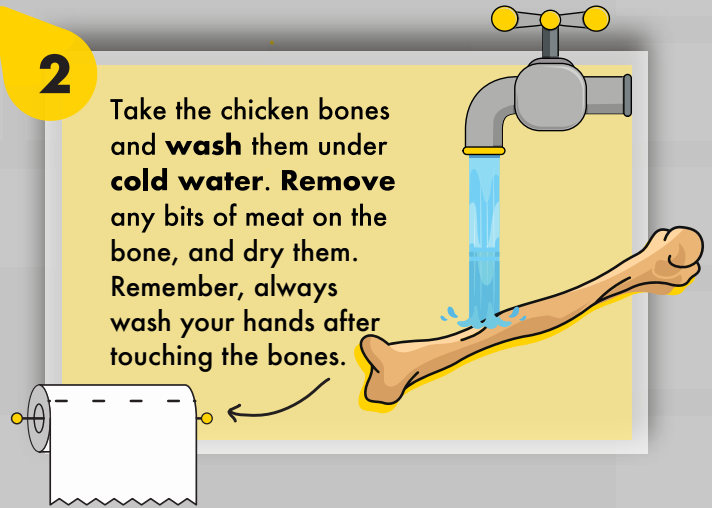 2
Take the chicken bones
and wash them under
cold water. Remove
any bits of meat on the
bone, and dry them.
Remember, always
wash your hands after
touching the bones.